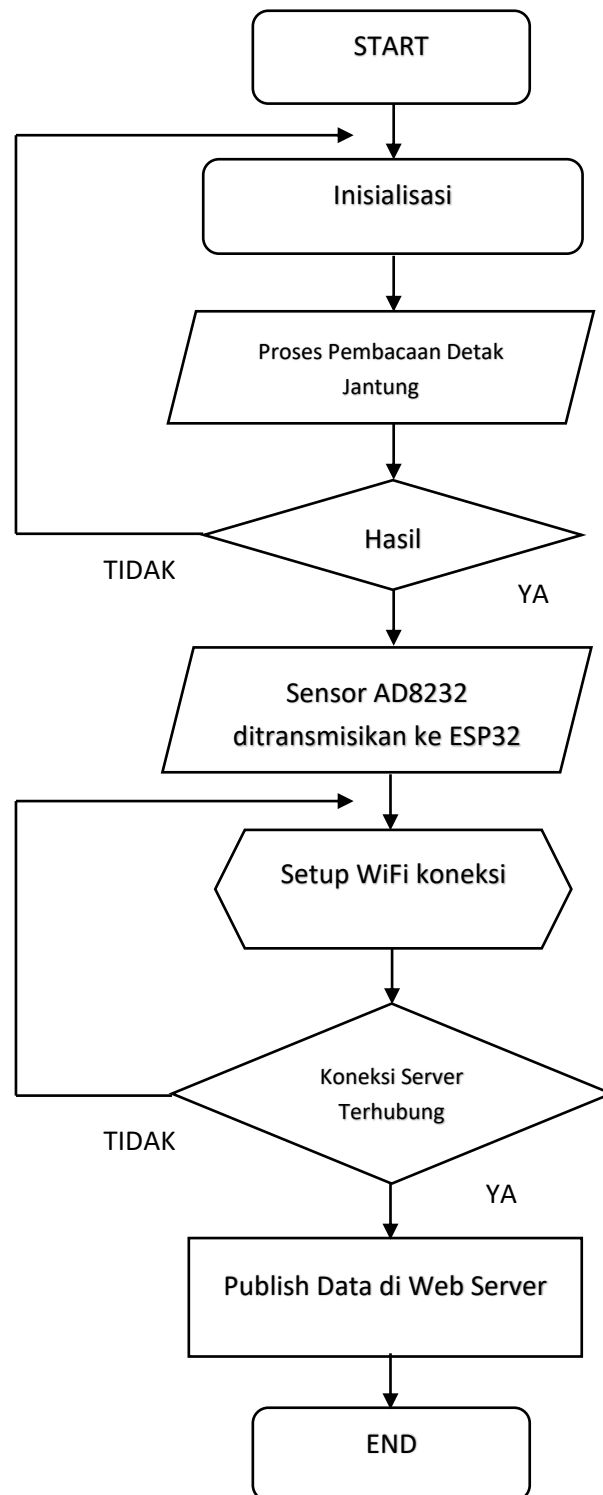 START
Inisialisasi
Proses Pembacaan Detak
Jantung
Hasil
TIDAK
YA
Sensor AD8232
ditransmisikan ke ESP32
Setup WiFi koneksi
Koneksi Server
Terhubung
TIDAK
YA
Publish Data di Web Server
END